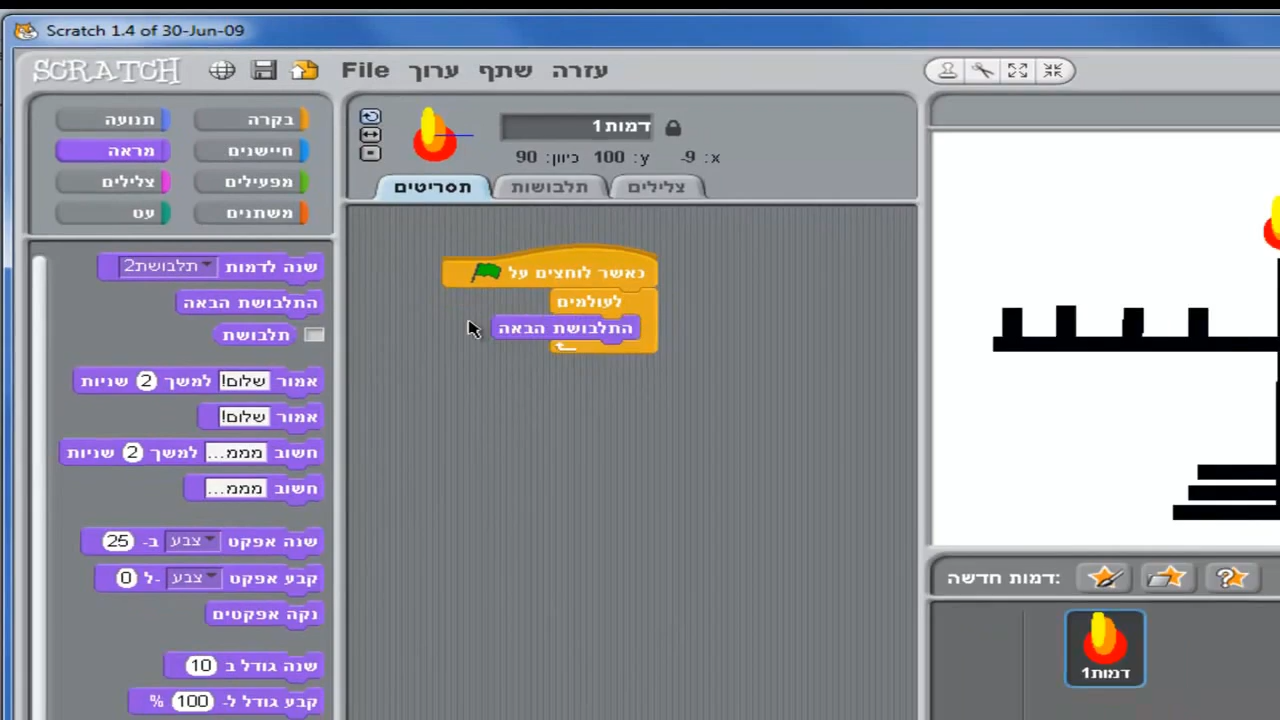 Scratch 1.4 of 30-Jun-09
SCRATCH
File ערוך שתף עזרה
תנועה בקרה
מראה חיישנים
צלילים מפעילים
עט משתנים
דמות1
x: -9 y: 100 כיוון: 90
תסריטים תלבושות צלילים
שנה לדמות תלבושת2
התלבושת הבאה
תלבושת
אמור שלום! למשך 2 שניות
אמור שלום!
חשוב מממ... למשך 2 שניות
חשוב מממ...
שנה אפקט צבע ב- 25
קבע אפקט צבע ל- 0
נקה אפקטים
שנה גודל ב 10
קבע גודל ל- 100 %
כאשר לוחצים על
לעולמים
התלבושת הבאה
דמות חדשה:
דמות1